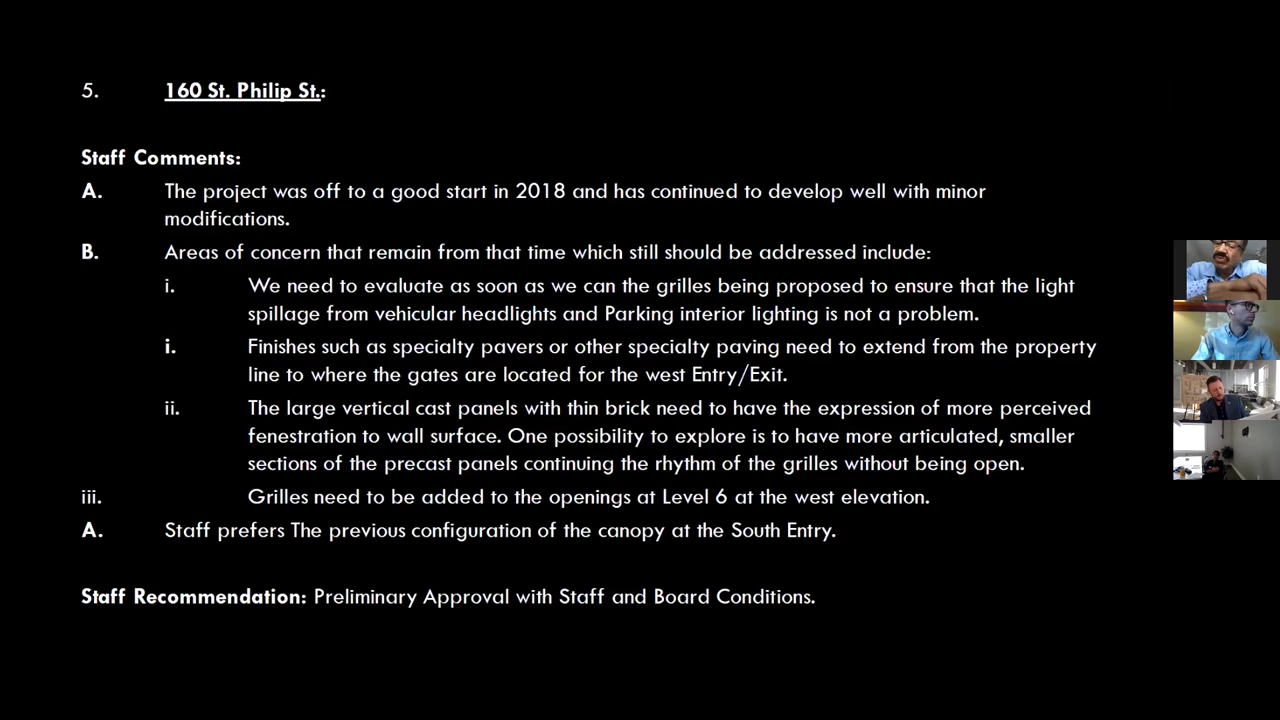 5. 160 St. Philip St.:
Staff Comments:
A. The project was off to a good start in 2018 and has continued to develop well with minor
modifications.
B. Areas of concern that remain from that time which still should be addressed include:
i. We need to evaluate as soon as we can the grilles being proposed to ensure that the light
spillage from vehicular headlights and Parking interior lighting is not a problem.
i. Finishes such as specialty pavers or other specialty paving need to extend from the property
line to where the gates are located for the west Entry/Exit.
ii. The large vertical cast panels with thin brick need to have the expression of more perceived
fenestration to wall surface. One possibility to explore is to have more articulated, smaller
sections of the precast panels continuing the rhythm of the grilles without being open.
iii. Grilles need to be added to the openings at Level 6 at the west elevation.
A. Staff prefers The previous configuration of the canopy at the South Entry.
Staff Recommendation: Preliminary Approval with Staff and Board Conditions.